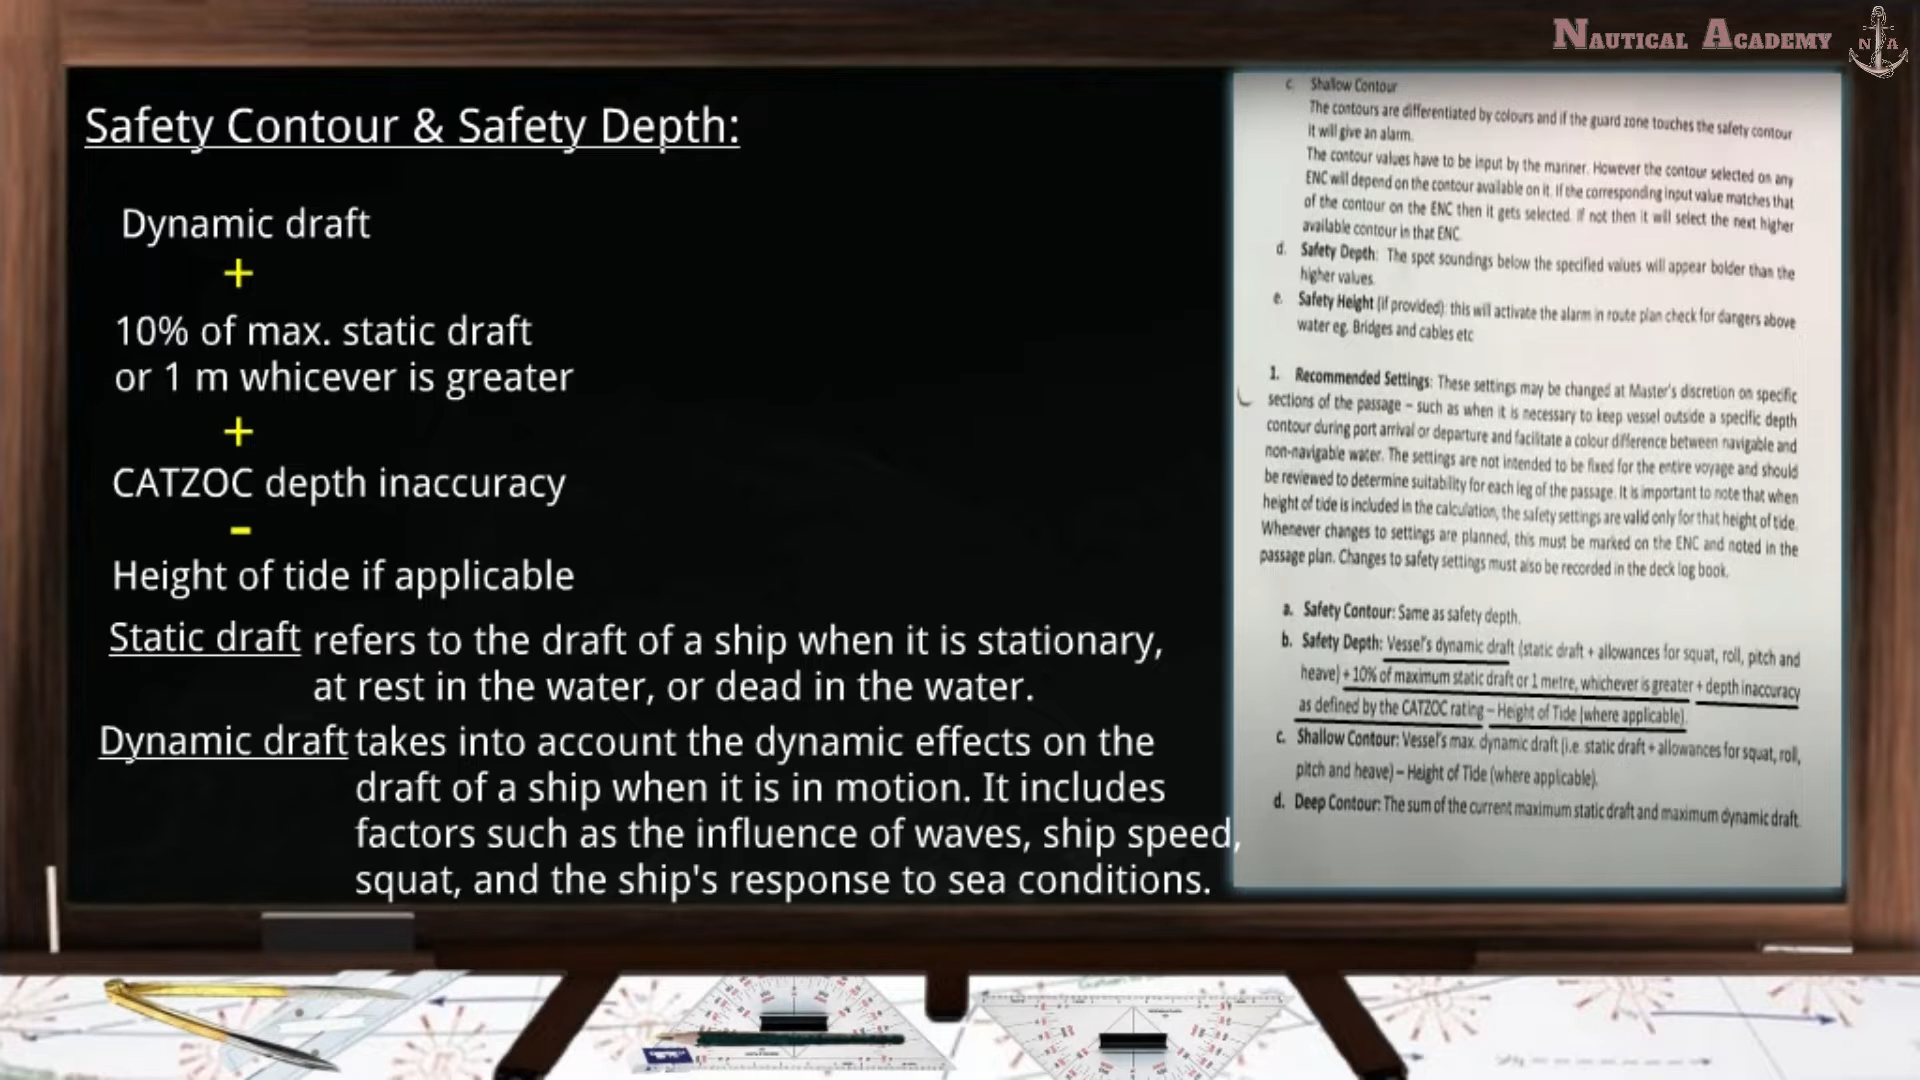 NAUTICAL ACADEMY
N A
Safety Contour & Safety Depth:
Dynamic draft
+
10% of max. static draft
or 1 m whicever is greater
+
CATZOC depth inaccuracy
-
Height of tide if applicable
Static draft refers to the draft of a ship when it is stationary,
at rest in the water, or dead in the water.
Dynamic draft takes into account the dynamic effects on the
draft of a ship when it is in motion. It includes
factors such as the influence of waves, ship speed,
squat, and the ship's response to sea conditions.
c. Shallow Contour
The contours are differentiated by colours and if the guard zone touches the safety contour
it will give an alarm.
The contour values have to be input by the mariner. However the contour selected on any
ENC will depend on the contour available on it. If the corresponding input value matches that
of the contour on the ENC then it gets selected. If not then it will select the next higher
available contour in that ENC.
d. Safety Depth: The spot soundings below the specified values will appear bolder than the
higher values.
e. Safety Height (if provided): this will activate the alarm in route plan check for dangers above
water eg. Bridges and cables etc
1. Recommended Settings: These settings may be changed at Master's discretion on specific
sections of the passage – such as when it is necessary to keep vessel outside a specific depth
contour during port arrival or departure and facilitate a colour difference between navigable and
non-navigable water. The settings are not intended to be fixed for the entire voyage and should
be reviewed to determine suitability for each leg of the passage. It is important to note that when
height of tide is included in the calculation, the safety settings are valid only for that height of tide.
Whenever changes to settings are planned, this must be marked on the ENC and noted in the
passage plan. Changes to safety settings must also be recorded in the deck log book.
a. Safety Contour: Same as safety depth.
b. Safety Depth: Vessel's dynamic draft (static draft + allowances for squat, roll, pitch and
heave) + 10% of maximum static draft or 1 metre, whichever is greater + depth inaccuracy
as defined by the CATZOC rating – Height of Tide (where applicable).
c. Shallow Contour: Vessel's max. dynamic draft (i.e. static draft + allowances for squat, roll,
pitch and heave) – Height of Tide (where applicable).
d. Deep Contour: The sum of the current maximum static draft and maximum dynamic draft.